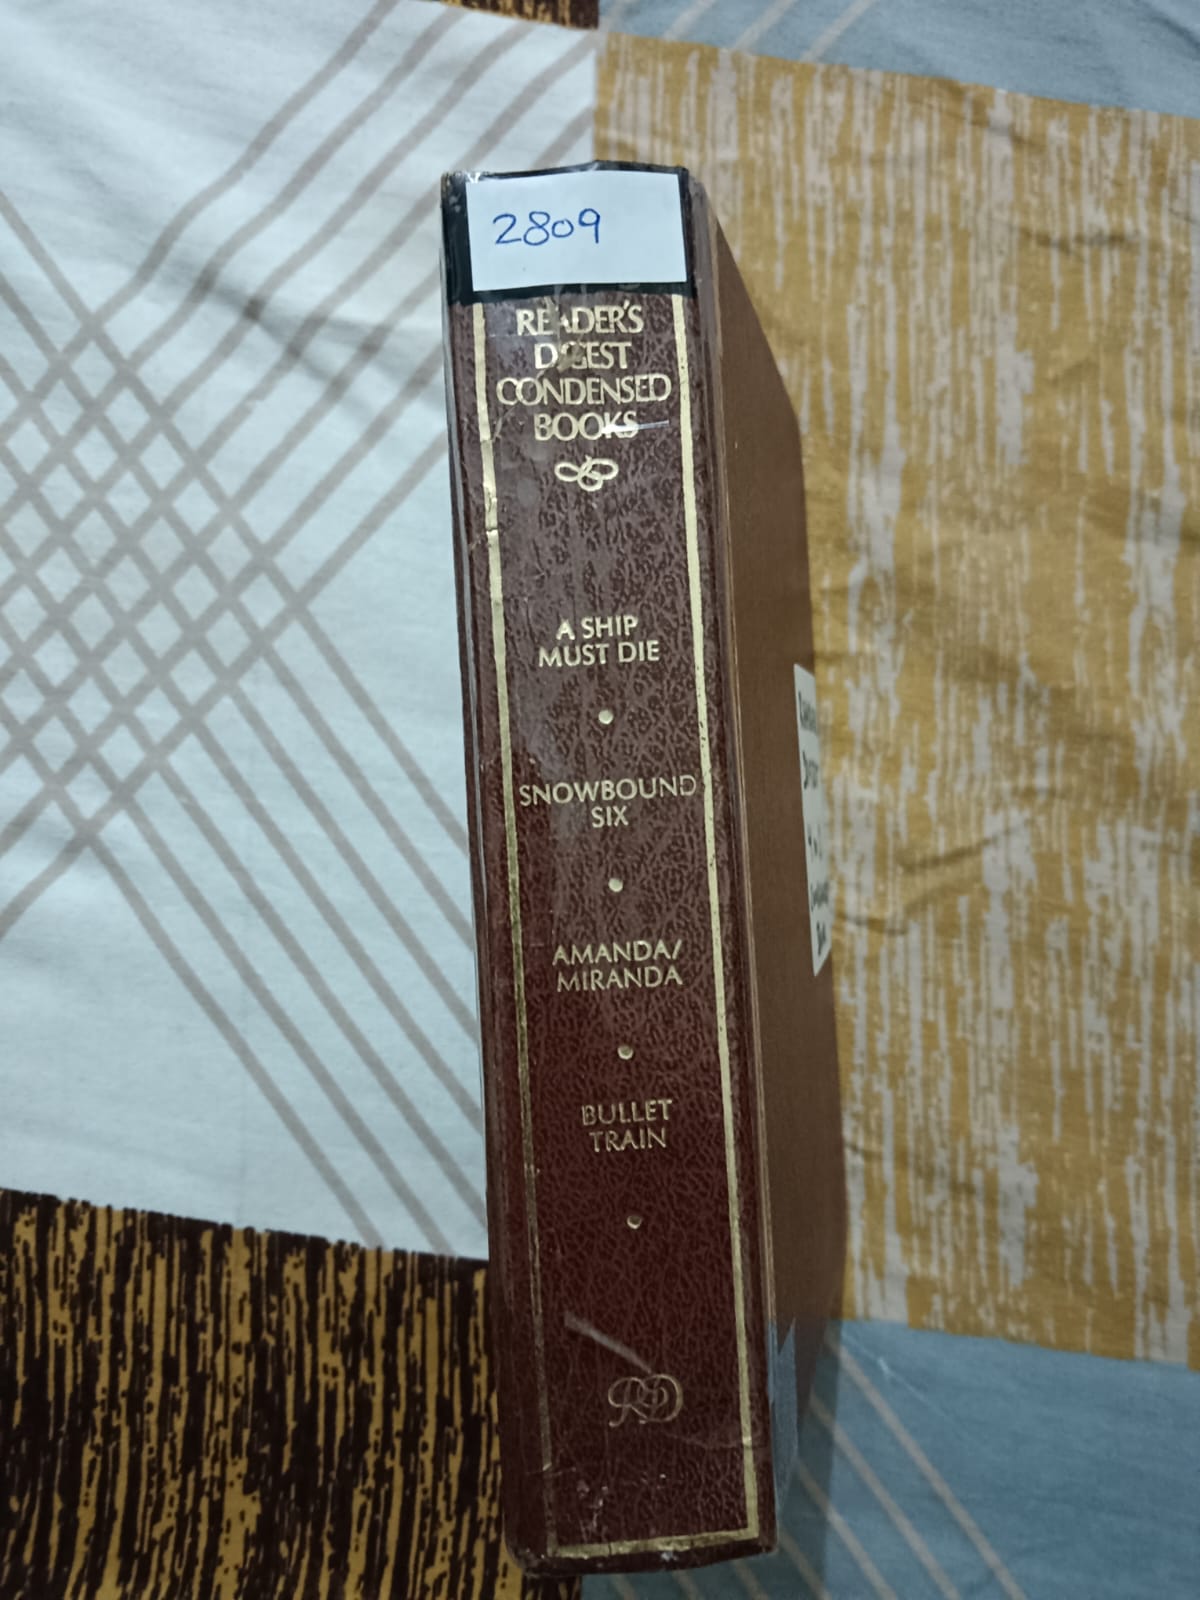 2809
READER'S
DIGEST
CONDENSED
BOOKS
A SHIP
MUST DIE
SNOWBOUND
SIX
AMANDA/
MIRANDA
BULLET
TRAIN
RD